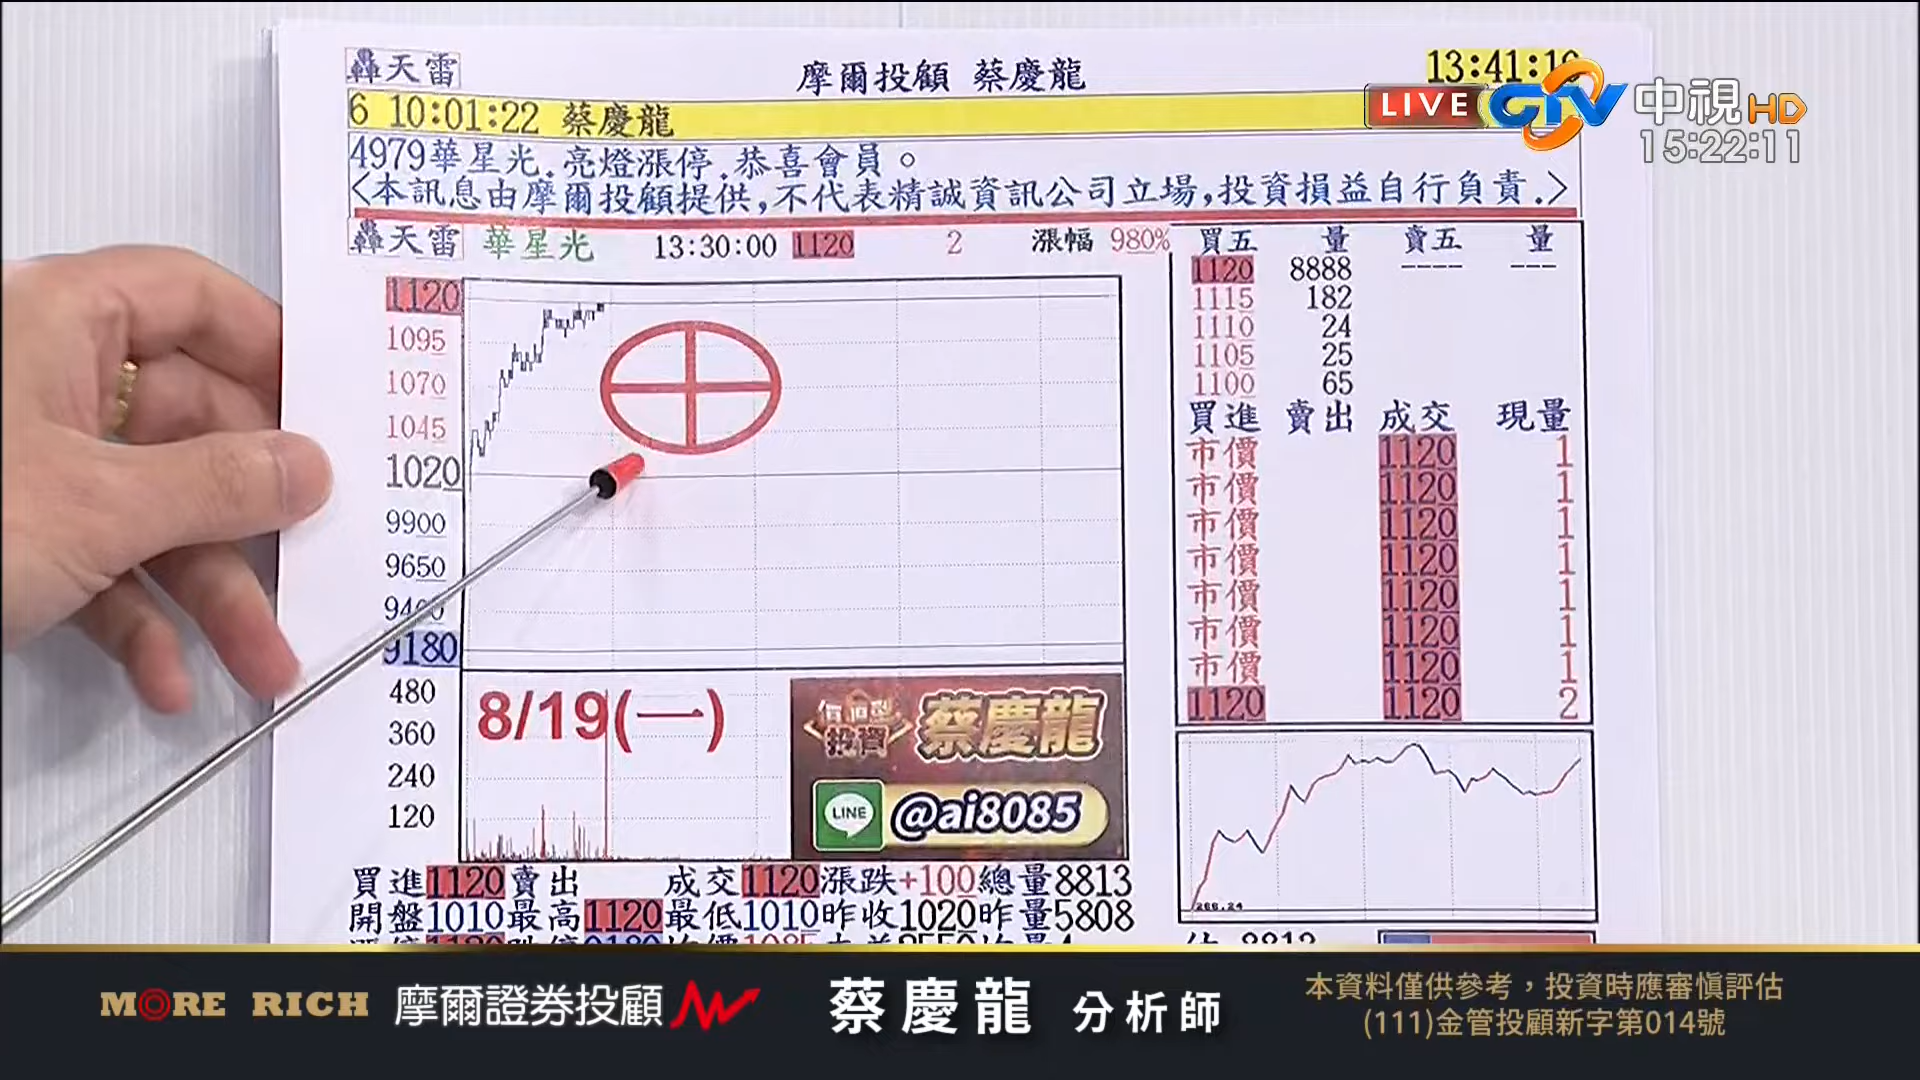 轟天雷
摩爾投顧 蔡慶龍
13:41:1
LIVE CTV 中視HD
15:22:11
6 10:01:22 蔡慶龍
4979華星光.亮燈漲停.恭喜會員。
<本訊息由摩爾投顧提供,不代表精誠資訊公司立場,投資損益自行負責.>
轟天雷 華星光 13:30:00 1120 2 漲幅 980%
買五 量 賣五 量
1120 8888 ---- ---
1115 182
1110 24
1105 25
1100 65
買進 賣出 成交 現量
市價 1120 1
市價 1120 1
市價 1120 1
市價 1120 1
市價 1120 1
市價 1120 1
市價 1120 1
1120 1120 2
1120
1095
1070
1045
1020
9900
9650
9400
9180
480
360
240
120
8/19(一)
投資
蔡慶龍
LINE @ai8085
266.24
買進1120賣出 成交1120漲跌+100總量8813
開盤1010最高1120最低1010昨收1020昨量5808
MORE RICH 摩爾證券投顧
蔡慶龍 分析師
本資料僅供參考，投資時應審慎評估
(111)金管投顧新字第014號